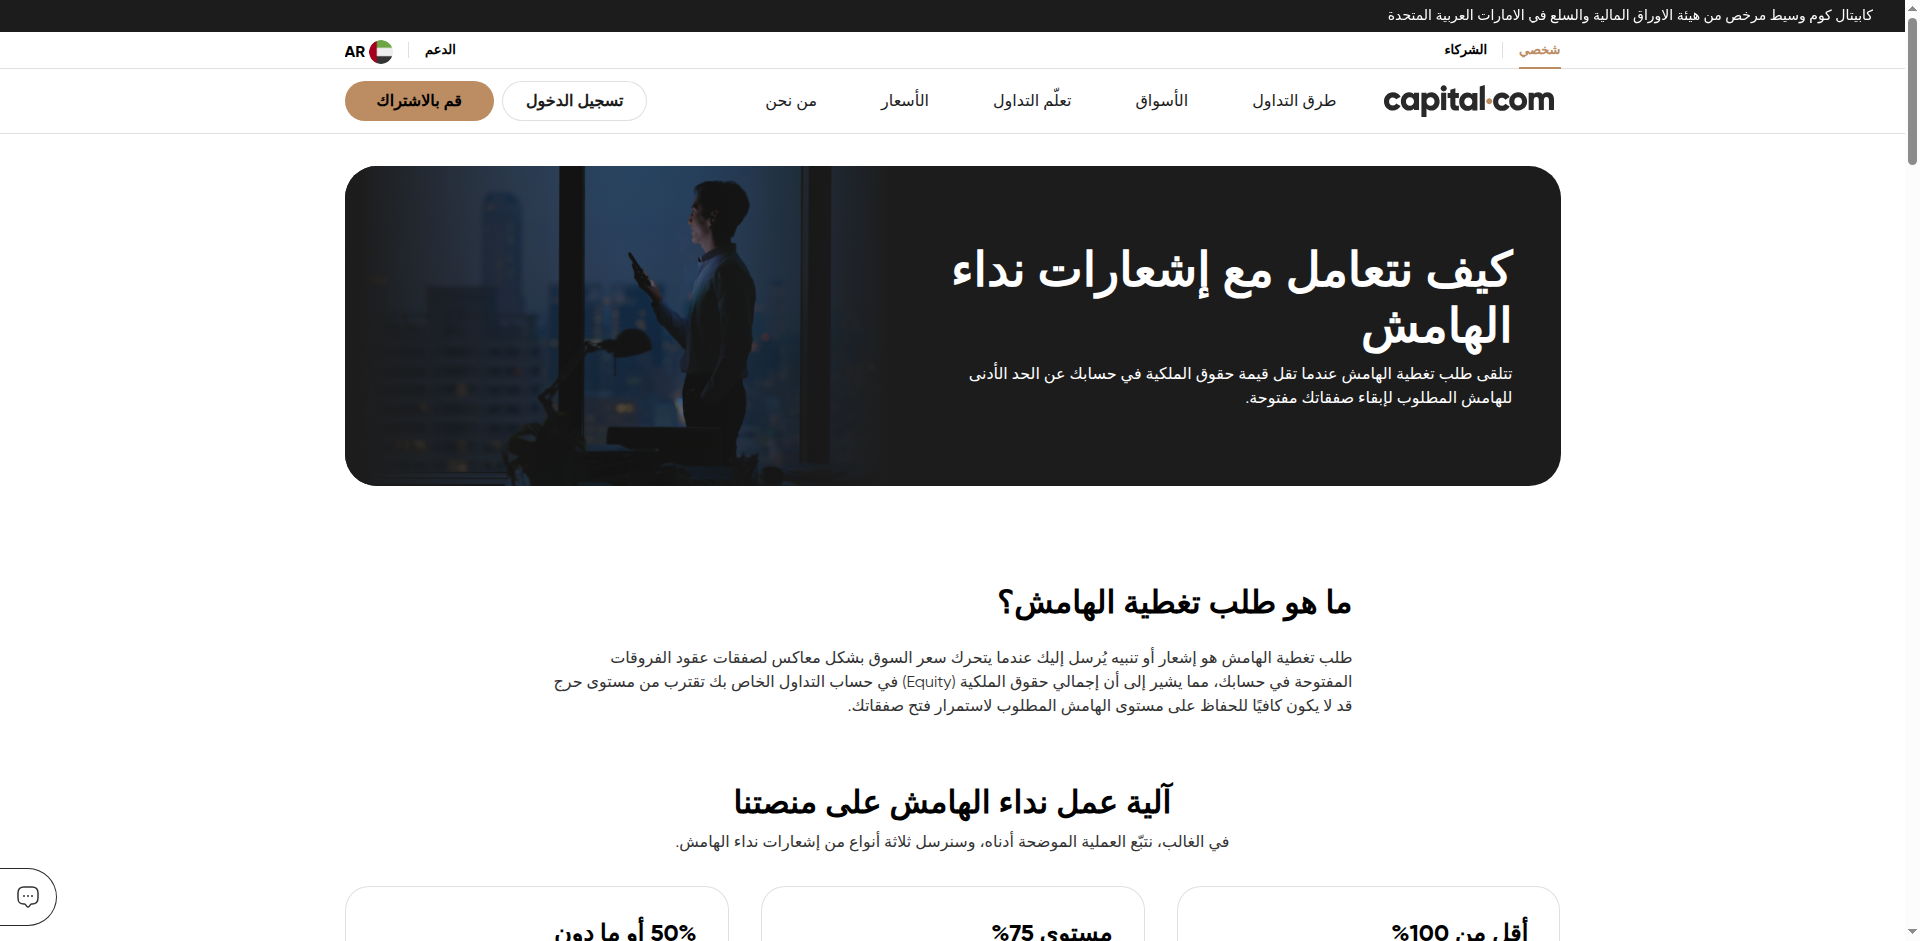 كابيتال كوم وسيط مرخص من هيئة الاوراق المالية والسلع في الامارات العربية المتحدة
شخصي
الشركاء
الدعم
AR
capital.com
طرق التداول
الأسواق
تعلّم التداول
الأسعار
من نحن
تسجيل الدخول
قم بالاشتراك
كيف نتعامل مع إشعارات نداء
الهامش
تتلقى طلب تغطية الهامش عندما تقل قيمة حقوق الملكية في حسابك عن الحد الأدنى
للهامش المطلوب لإبقاء صفقاتك مفتوحة.
ما هو طلب تغطية الهامش؟
طلب تغطية الهامش هو إشعار أو تنبيه يُرسل إليك عندما يتحرك سعر السوق بشكل معاكس لصفقات عقود الفروقات
المفتوحة في حسابك، مما يشير إلى أن إجمالي حقوق الملكية (Equity) في حساب التداول الخاص بك تقترب من مستوى حرج
قد لا يكون كافيًا للحفاظ على مستوى الهامش المطلوب لاستمرار فتح صفقاتك.
آلية عمل نداء الهامش على منصتنا
في الغالب، نتبّع العملية الموضحة أدناه، وسنرسل ثلاثة أنواع من إشعارات نداء الهامش.
أقل من 100%
مستوى 75%
50% أو ما دون